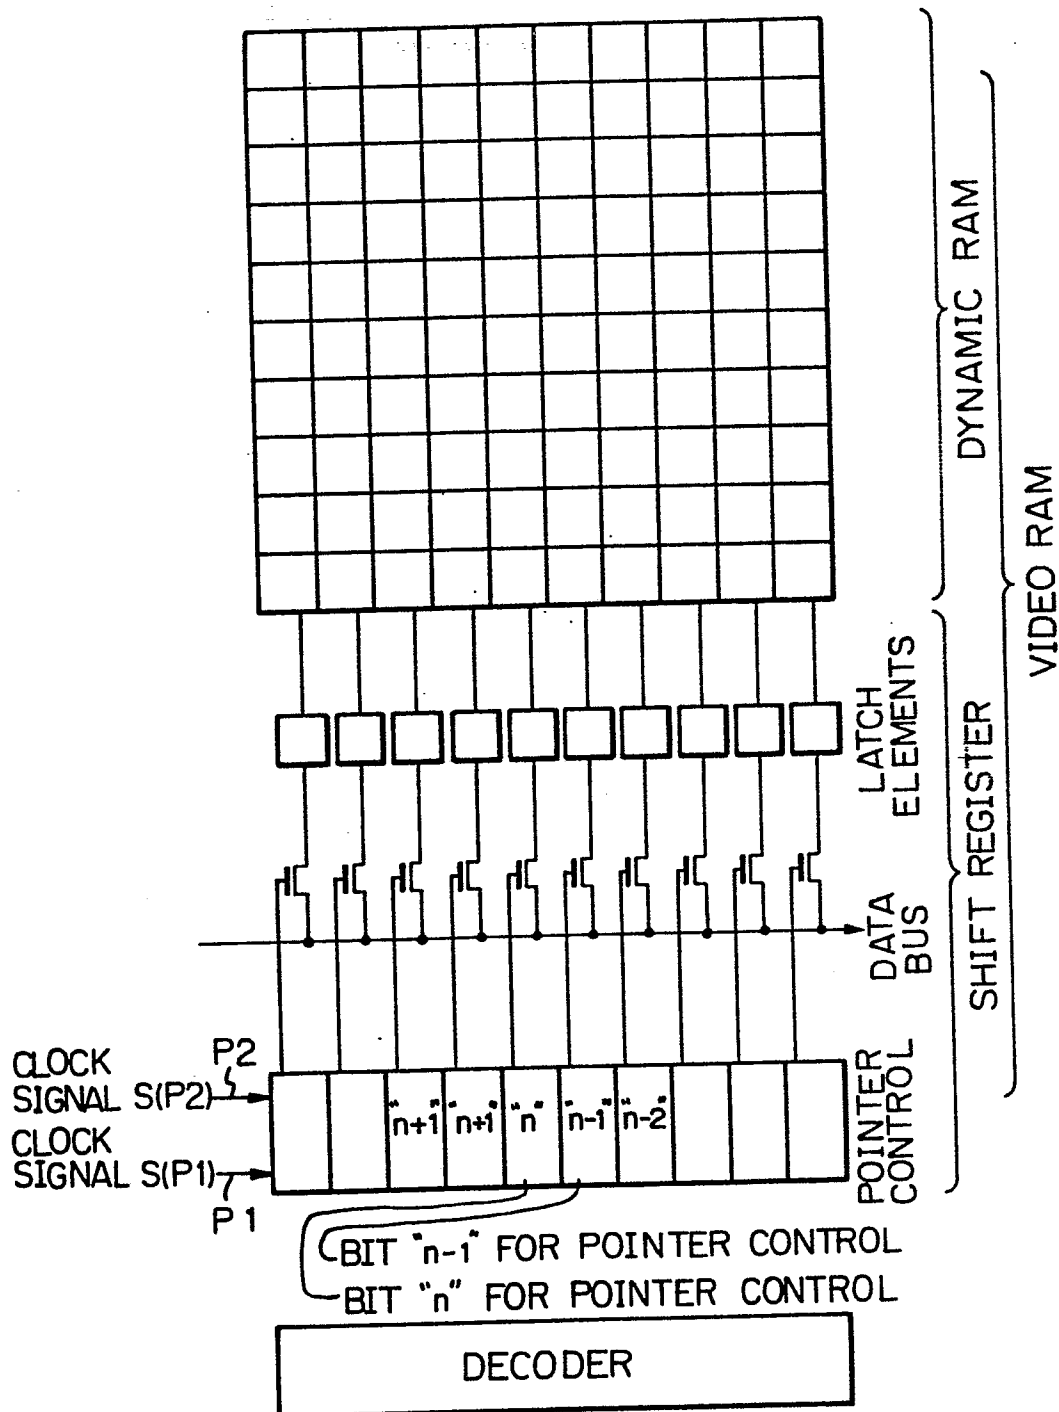 DYNAMIC RAM
VIDEO RAM
LATCH
ELEMENTS
SHIFT REGISTER
DATA
BUS
CLOCK
SIGNAL S(P2)
P2
CLOCK
SIGNAL S(P1)
P1
"n+1" "n+1" "n" "n-1" "n-2"
POINTER
CONTROL
BIT "n-1" FOR POINTER CONTROL
BIT "n" FOR POINTER CONTROL
DECODER